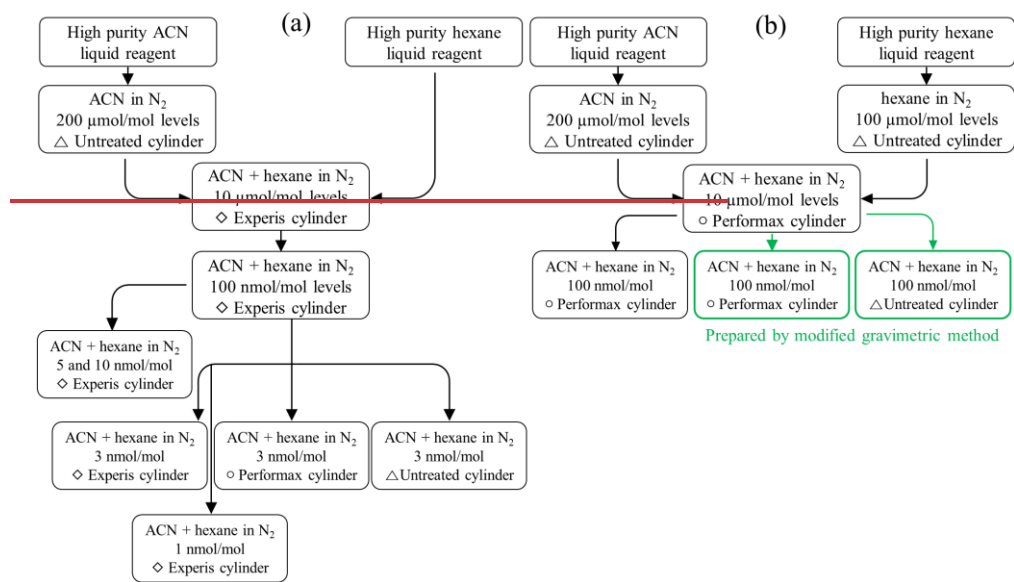 (a)
High purity ACN
liquid reagent
High purity hexane
liquid reagent
ACN in N₂
200 µmol/mol levels
△ Untreated cylinder
ACN + hexane in N₂
10 µmol/mol levels
◇ Experis cylinder
ACN + hexane in N₂
100 nmol/mol levels
◇ Experis cylinder
ACN + hexane in N₂
5 and 10 nmol/mol
◇ Experis cylinder
ACN + hexane in N₂
3 nmol/mol
◇ Experis cylinder
ACN + hexane in N₂
3 nmol/mol
○ Performax cylinder
ACN + hexane in N₂
3 nmol/mol
△Untreated cylinder
ACN + hexane in N₂
1 nmol/mol
◇ Experis cylinder
(b)
High purity ACN
liquid reagent
High purity hexane
liquid reagent
ACN in N₂
200 µmol/mol levels
△ Untreated cylinder
hexane in N₂
100 µmol/mol levels
△ Untreated cylinder
ACN + hexane in N₂
10 µmol/mol levels
○ Performax cylinder
ACN + hexane in N₂
100 nmol/mol
○ Performax cylinder
ACN + hexane in N₂
100 nmol/mol
○ Performax cylinder
ACN + hexane in N₂
100 nmol/mol
△Untreated cylinder
Prepared by modified gravimetric method